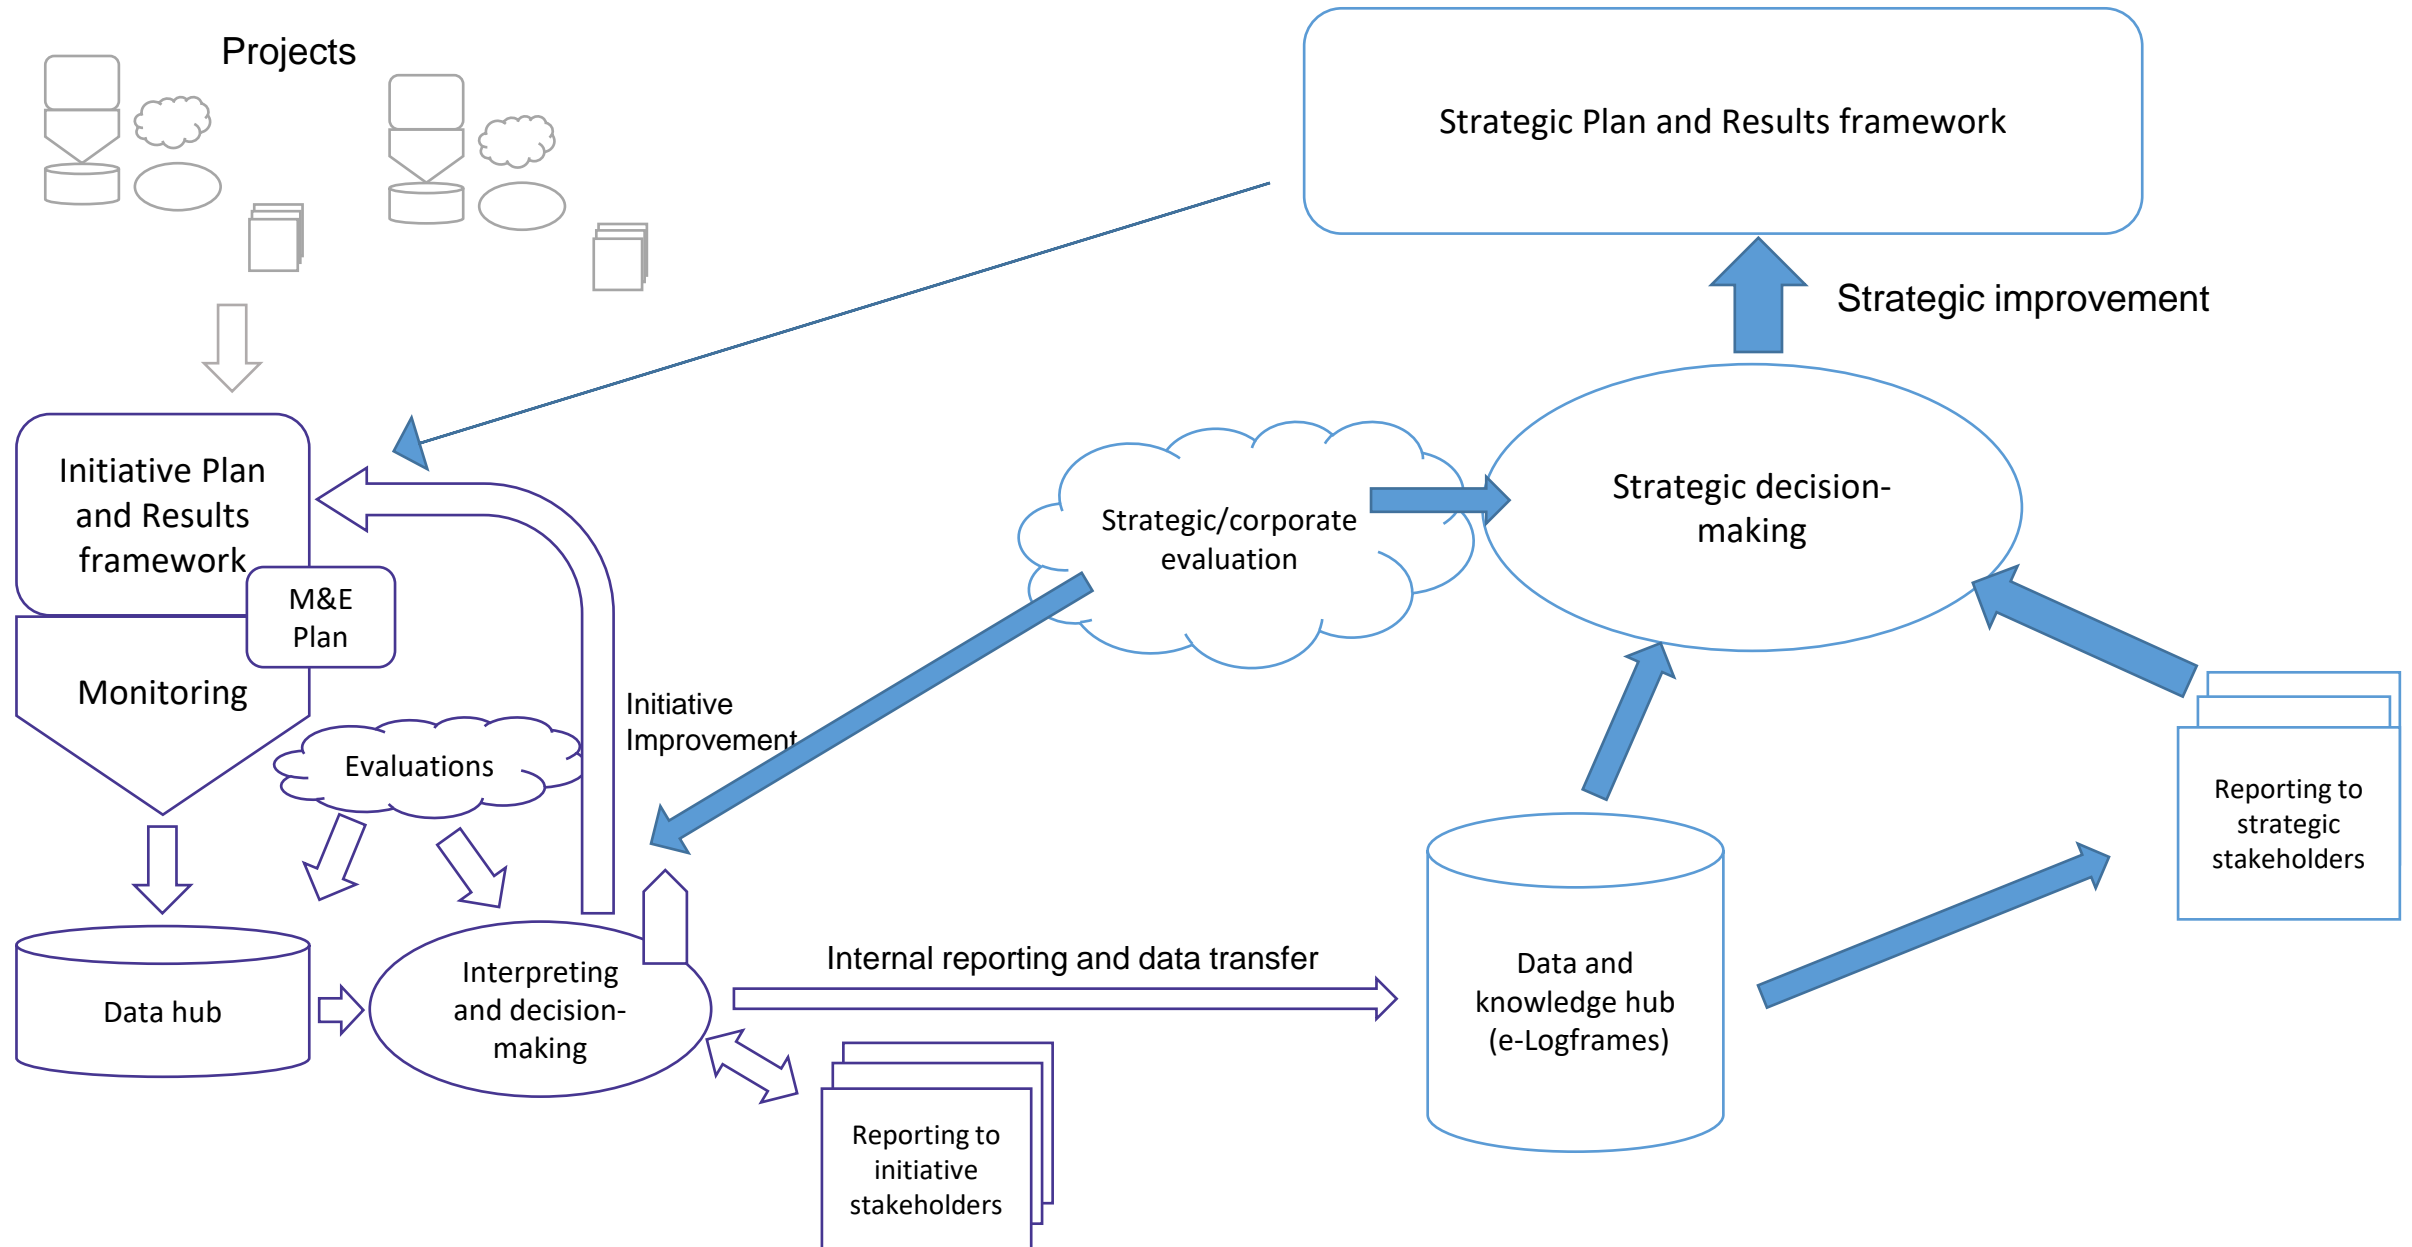 Projects
Strategic Plan and Results framework
Strategic improvement
Initiative Plan
and Results
framework
M&E
Plan
Monitoring
Evaluations
Initiative
Improvement
Strategic/corporate
evaluation
Strategic decision-
making
Data hub
Interpreting
and decision-
making
Internal reporting and data transfer
Reporting to
initiative
stakeholders
Data and
knowledge hub
(e-Logframes)
Reporting to
strategic
stakeholders